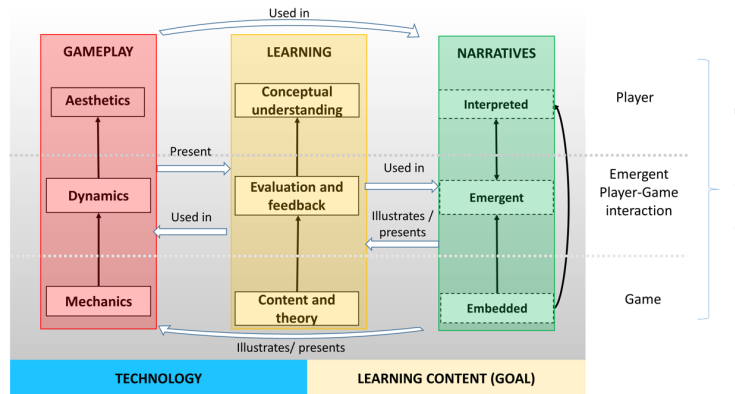 Used in
GAMEPLAY
LEARNING
NARRATIVES
Aesthetics
Conceptual
understanding
Interpreted
Player
Present
Used in
Dynamics
Evaluation and
feedback
Emergent
Emergent
Player-Game
interaction
Used in
Illustrates /
presents
Mechanics
Content and
theory
Embedded
Game
Illustrates/ presents
TECHNOLOGY
LEARNING CONTENT (GOAL)